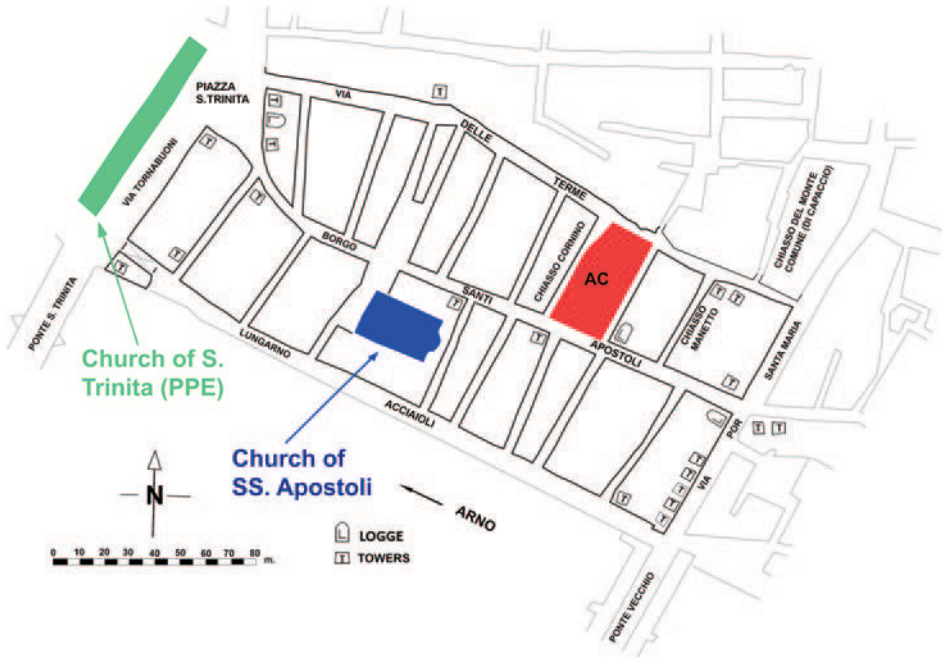 PIAZZA
S.TRINITA
VIA
DELLE
TERME
VIA TORNABUONI
BORGO
SANTI
APOSTOLI
CHIASSO CORNINO
AC
CHIASSO
MANETTO
CHIASSO DEL MONTE
COMUNE (DI CAPACCIO)
SANTA MARIA
POR
VIA
PONTE S. TRINITA
LUNGARNO
ACCIAIOLI
Church of S.
Trinita (PPE)
Church of
SS. Apostoli
ARNO
PONTE VECCHIO
N
L LOGGE
T TOWERS
0 10 20 30 40 50 60 70 80
m.
T
T
L
T
T
T
T
T
T
T
L
T
T
T
L
T
T
T
T
T
T
T
T
T